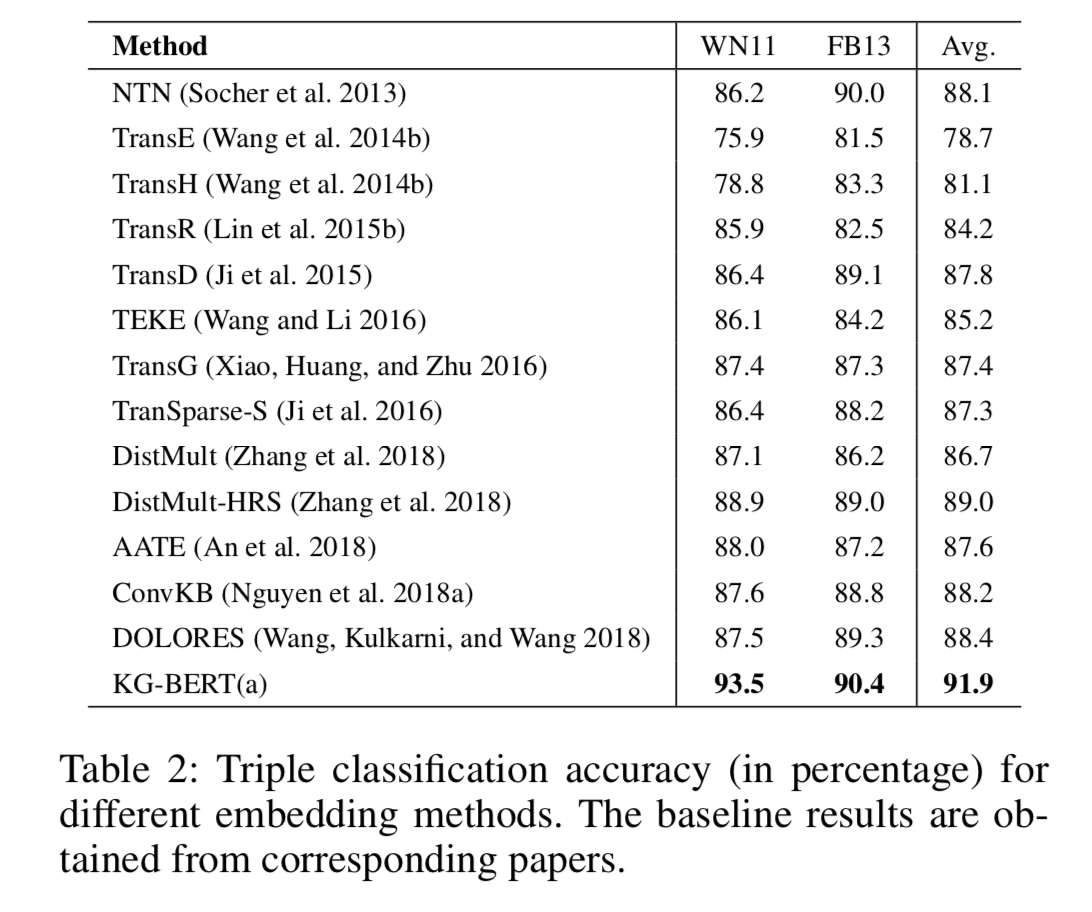 Method WN11 FB13 Avg.
NTN (Socher et al. 2013) 86.2 90.0 88.1
TransE (Wang et al. 2014b) 75.9 81.5 78.7
TransH (Wang et al. 2014b) 78.8 83.3 81.1
TransR (Lin et al. 2015b) 85.9 82.5 84.2
TransD (Ji et al. 2015) 86.4 89.1 87.8
TEKE (Wang and Li 2016) 86.1 84.2 85.2
TransG (Xiao, Huang, and Zhu 2016) 87.4 87.3 87.4
TranSparse-S (Ji et al. 2016) 86.4 88.2 87.3
DistMult (Zhang et al. 2018) 87.1 86.2 86.7
DistMult-HRS (Zhang et al. 2018) 88.9 89.0 89.0
AATE (An et al. 2018) 88.0 87.2 87.6
ConvKB (Nguyen et al. 2018a) 87.6 88.8 88.2
DOLORES (Wang, Kulkarni, and Wang 2018) 87.5 89.3 88.4
KG-BERT(a) 93.5 90.4 91.9
Table 2: Triple classification accuracy (in percentage) for
different embedding methods. The baseline results are ob-
tained from corresponding papers.